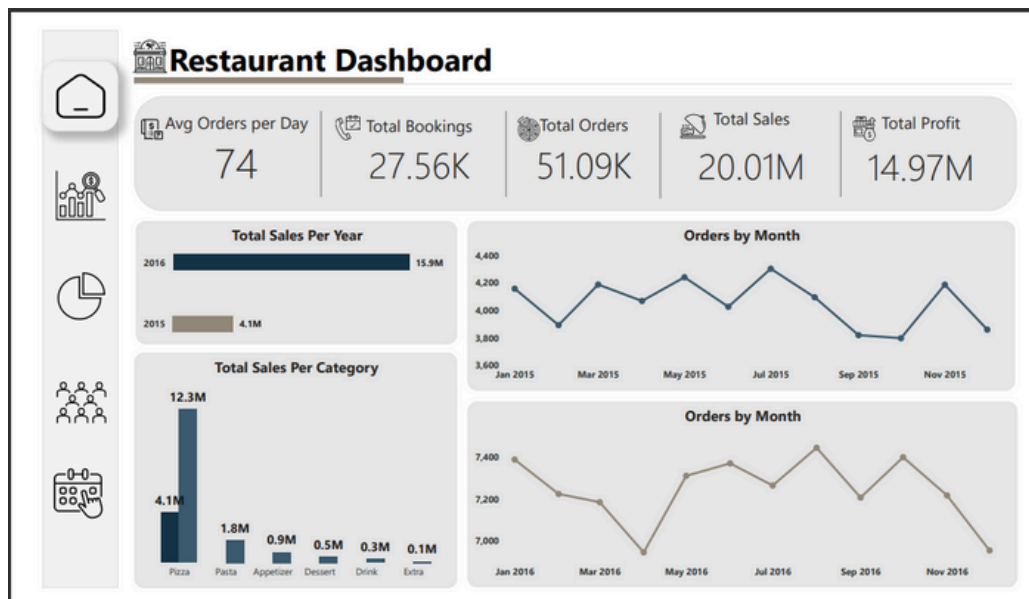 Restaurant Dashboard
Avg Orders per Day
74
Total Bookings
27.56K
Total Orders
51.09K
Total Sales
20.01M
Total Profit
14.97M
Total Sales Per Year
2016 15.9M
2015 4.1M
Orders by Month
4,400
4,200
4,000
3,800
3,600
Jan 2015 Mar 2015 May 2015 Jul 2015 Sep 2015 Nov 2015
Total Sales Per Category
12.3M
4.1M
1.8M
0.9M
0.5M
0.3M
0.1M
Pizza Pasta Appetizer Dessert Drink Extra
Orders by Month
7,400
7,200
7,000
Jan 2016 Mar 2016 May 2016 Jul 2016 Sep 2016 Nov 2016